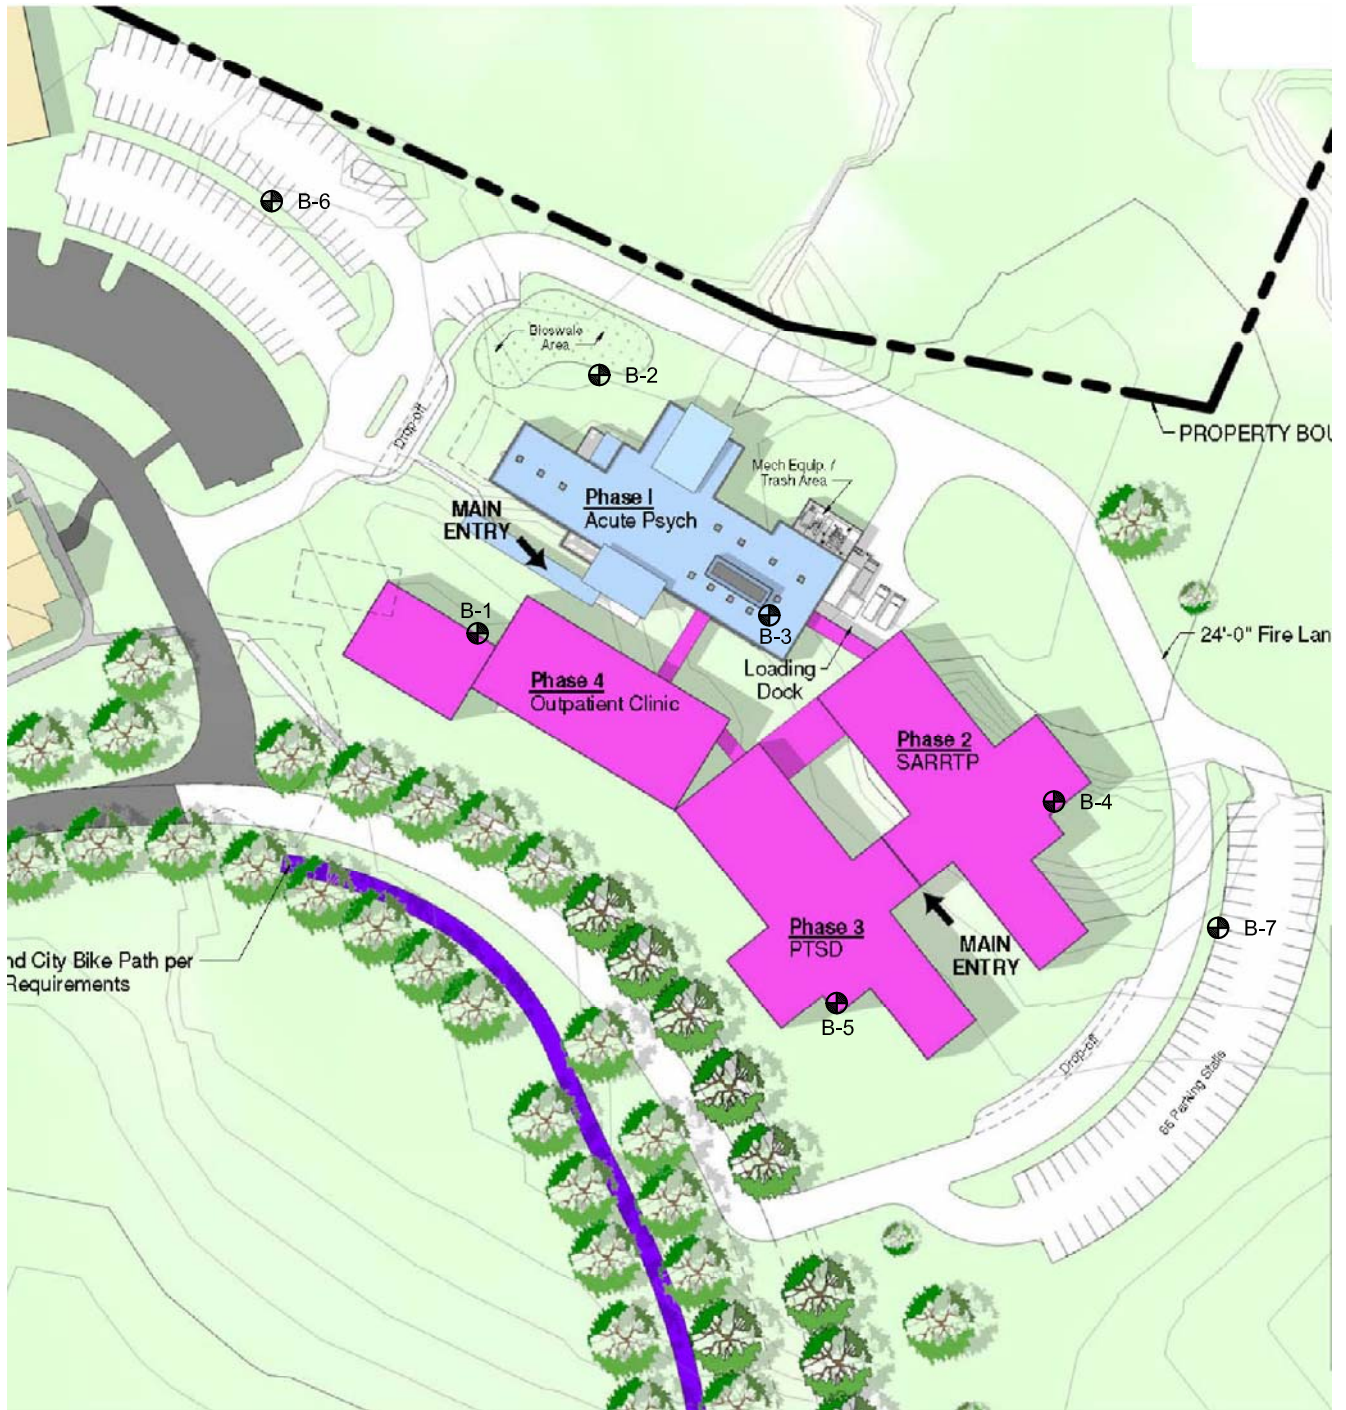 B-6
Bioswale
Area
B-2
PROPERTY BOU
Drop-off
Mech Equip. /
Trash Area
Phase I
Acute Psych
MAIN
ENTRY
B-1
B-3
24'-0" Fire Lan
Loading
Dock
Phase 4
Outpatient Clinic
Phase 2
SARRTP
B-4
Phase 3
PTSD
B-7
MAIN
ENTRY
nd City Bike Path per
Requirements
B-5
Drop-off
66 Parking Stalls